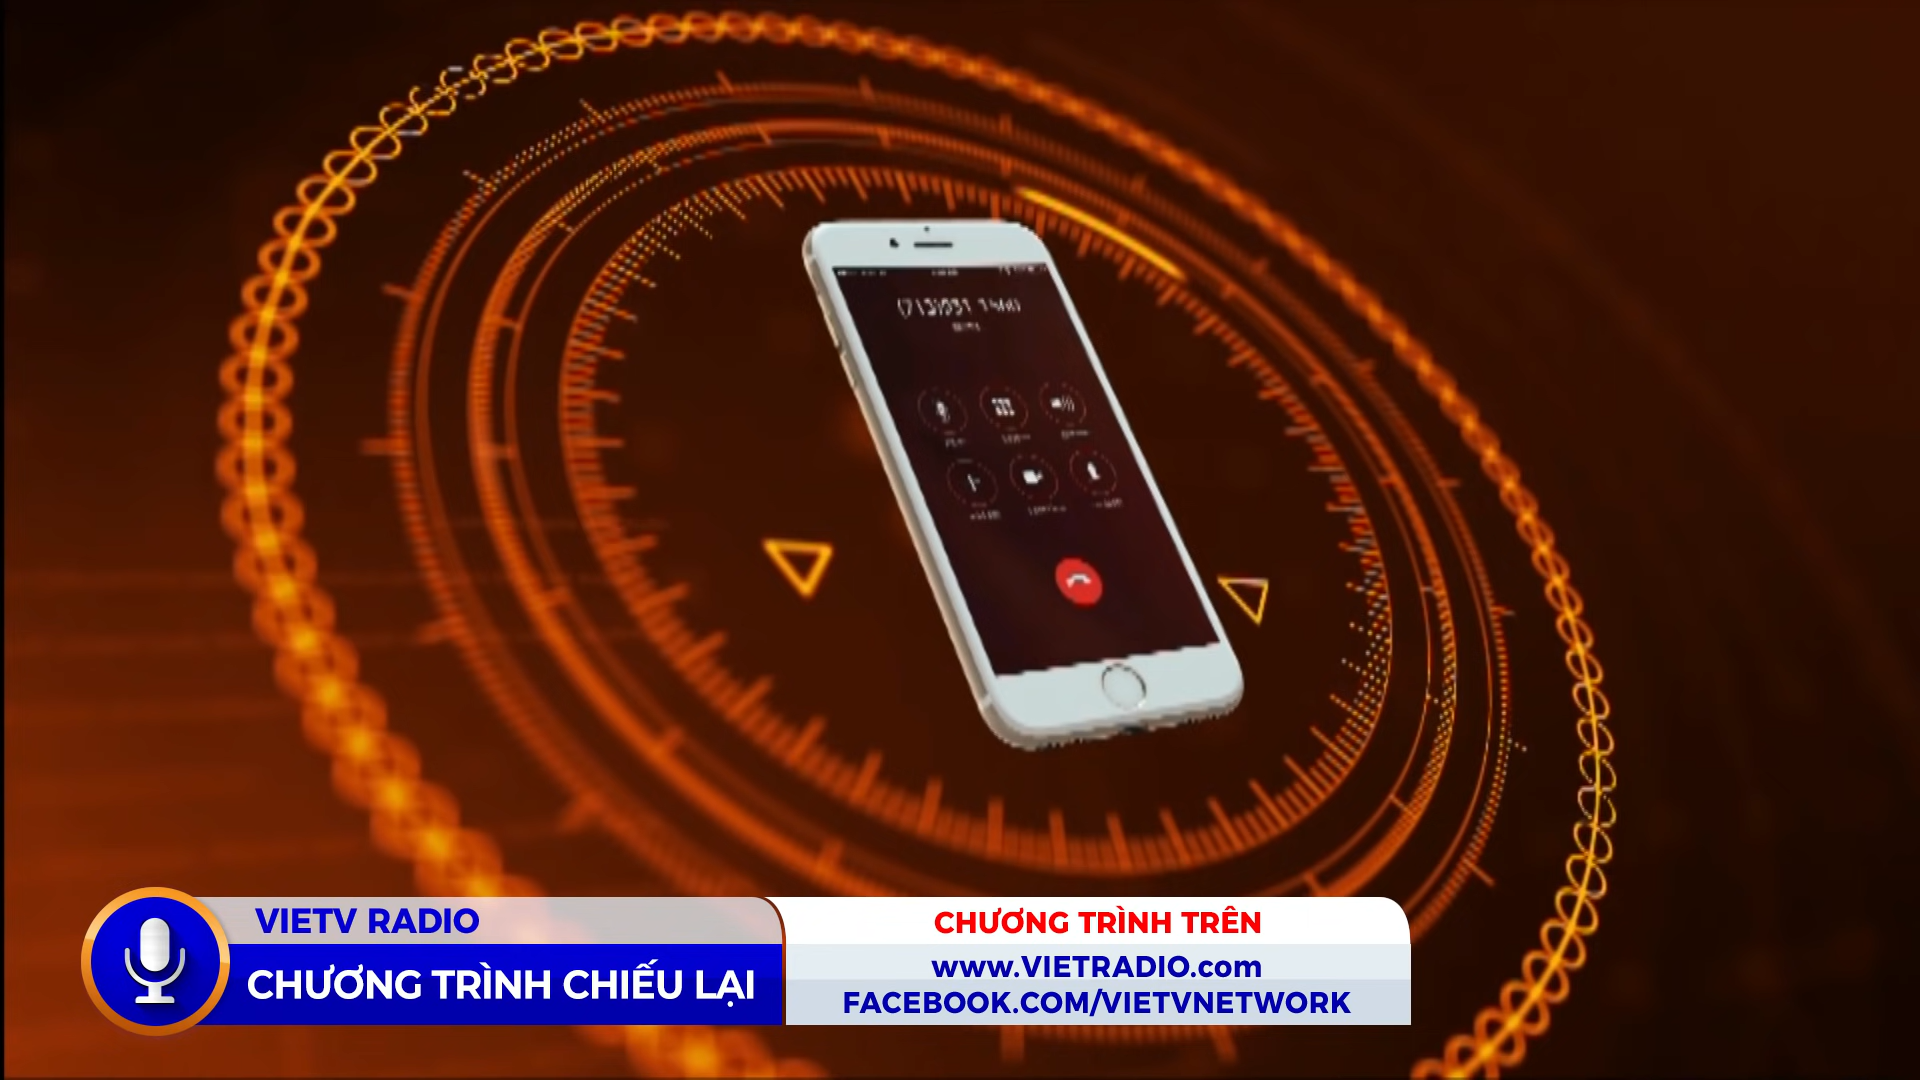 VIETV RADIO
CHƯƠNG TRÌNH CHIẾU LẠI
CHƯƠNG TRÌNH TRÊN
www.VIETRADIO.com
FACEBOOK.COM/VIETVNETWORK